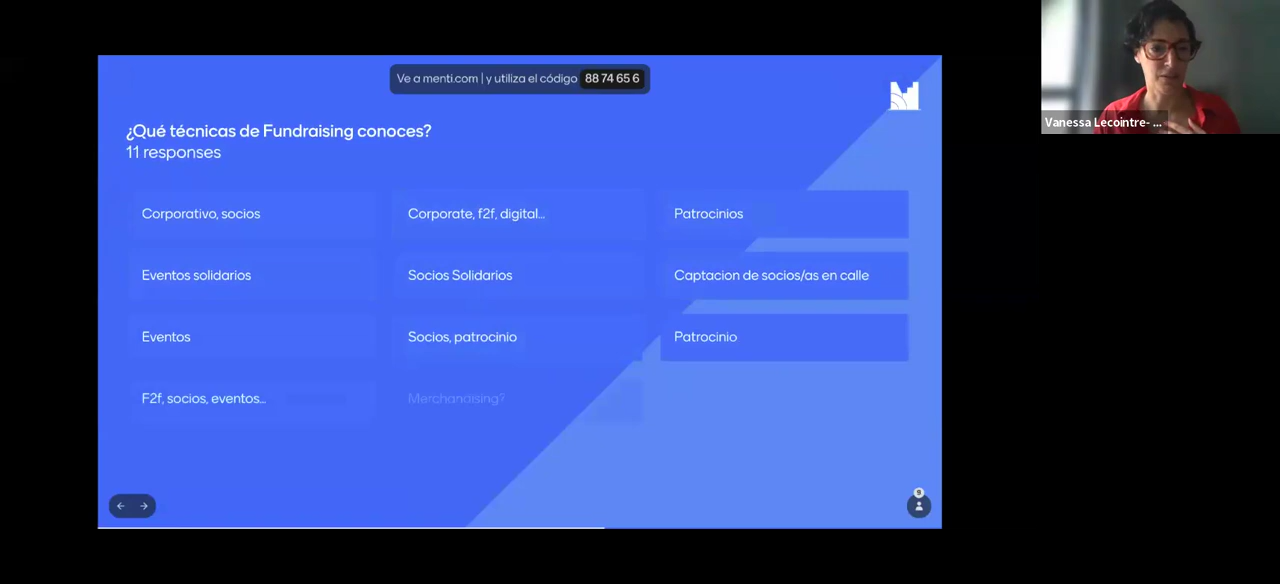 Ve a menti.com | y utiliza el código 88 74 65 6
¿Qué técnicas de Fundraising conoces?
11 responses
Corporativo, socios
Corporate, f2f, digital...
Patrocinios
Eventos solidarios
Socios Solidarios
Captacion de socios/as en calle
Eventos
Socios, patrocinio
Patrocinio
F2f, socios, eventos...
Merchandising?
9
Vanessa Lecointre- ...